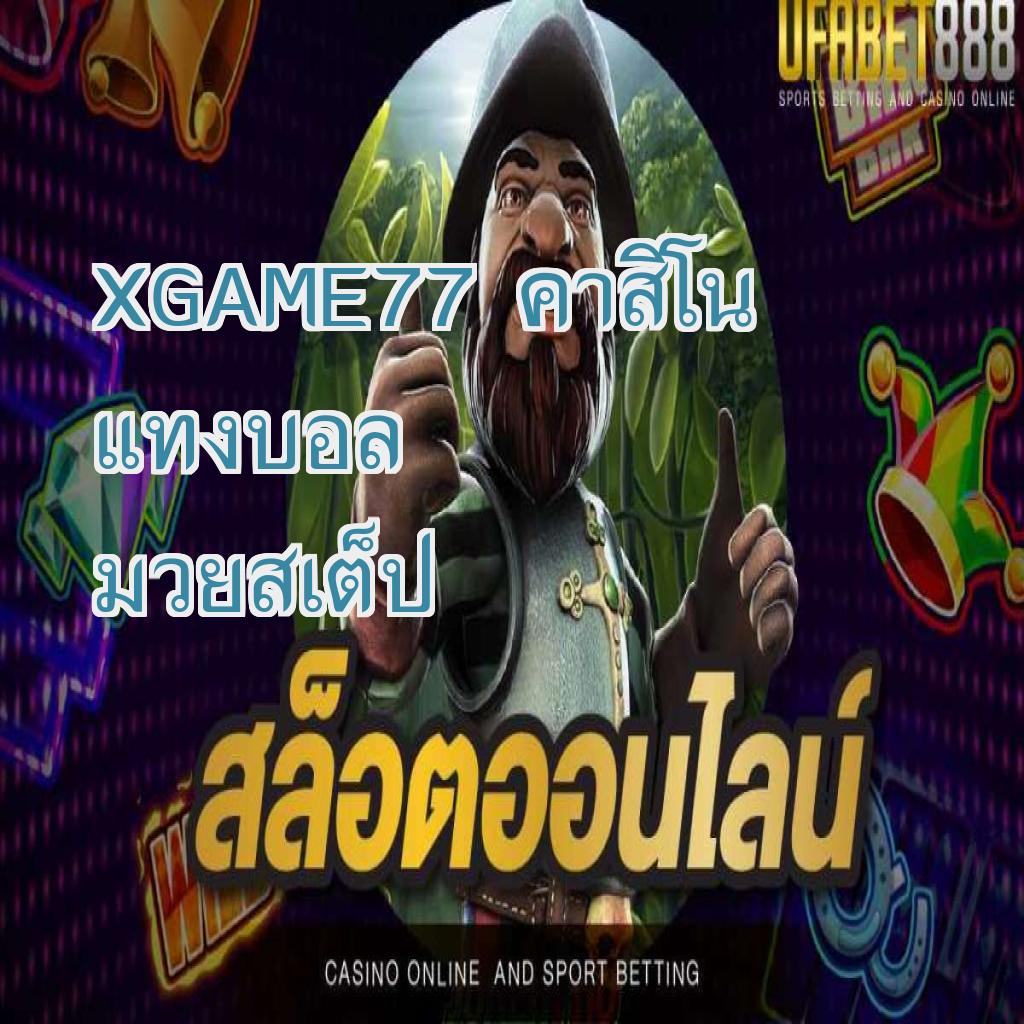 UFABET888
SPORTS BETTING AND CASINO ONLINE
BAR
XGAME77 คาสิโน
แทงบอล
มวยสเต็ป
สล็อตออนไลน์
WIN
CASINO ONLINE AND SPORT BETTING